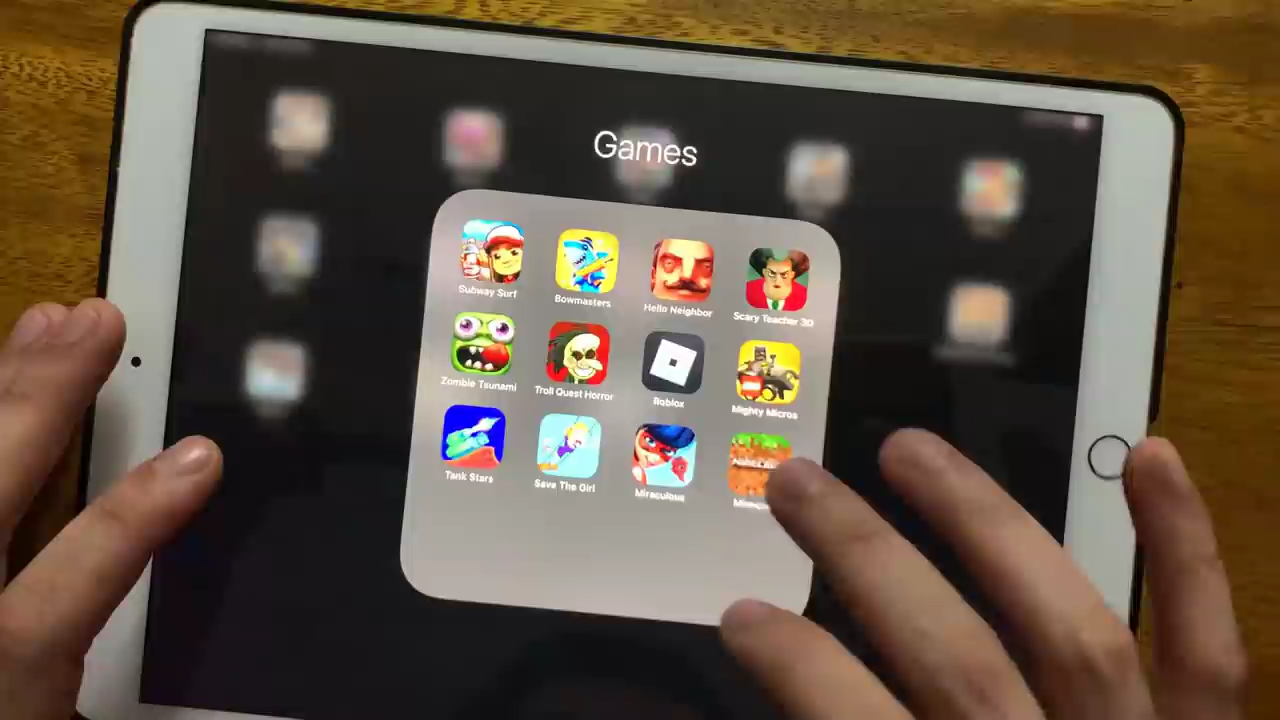 Games
Subway Surf
Bowmasters
Hello Neighbor
Scary Teacher 3D
Zombie Tsunami
Troll Quest Horror
Roblox
Mighty Micros
Tank Stars
Save The Girl
Miraculous